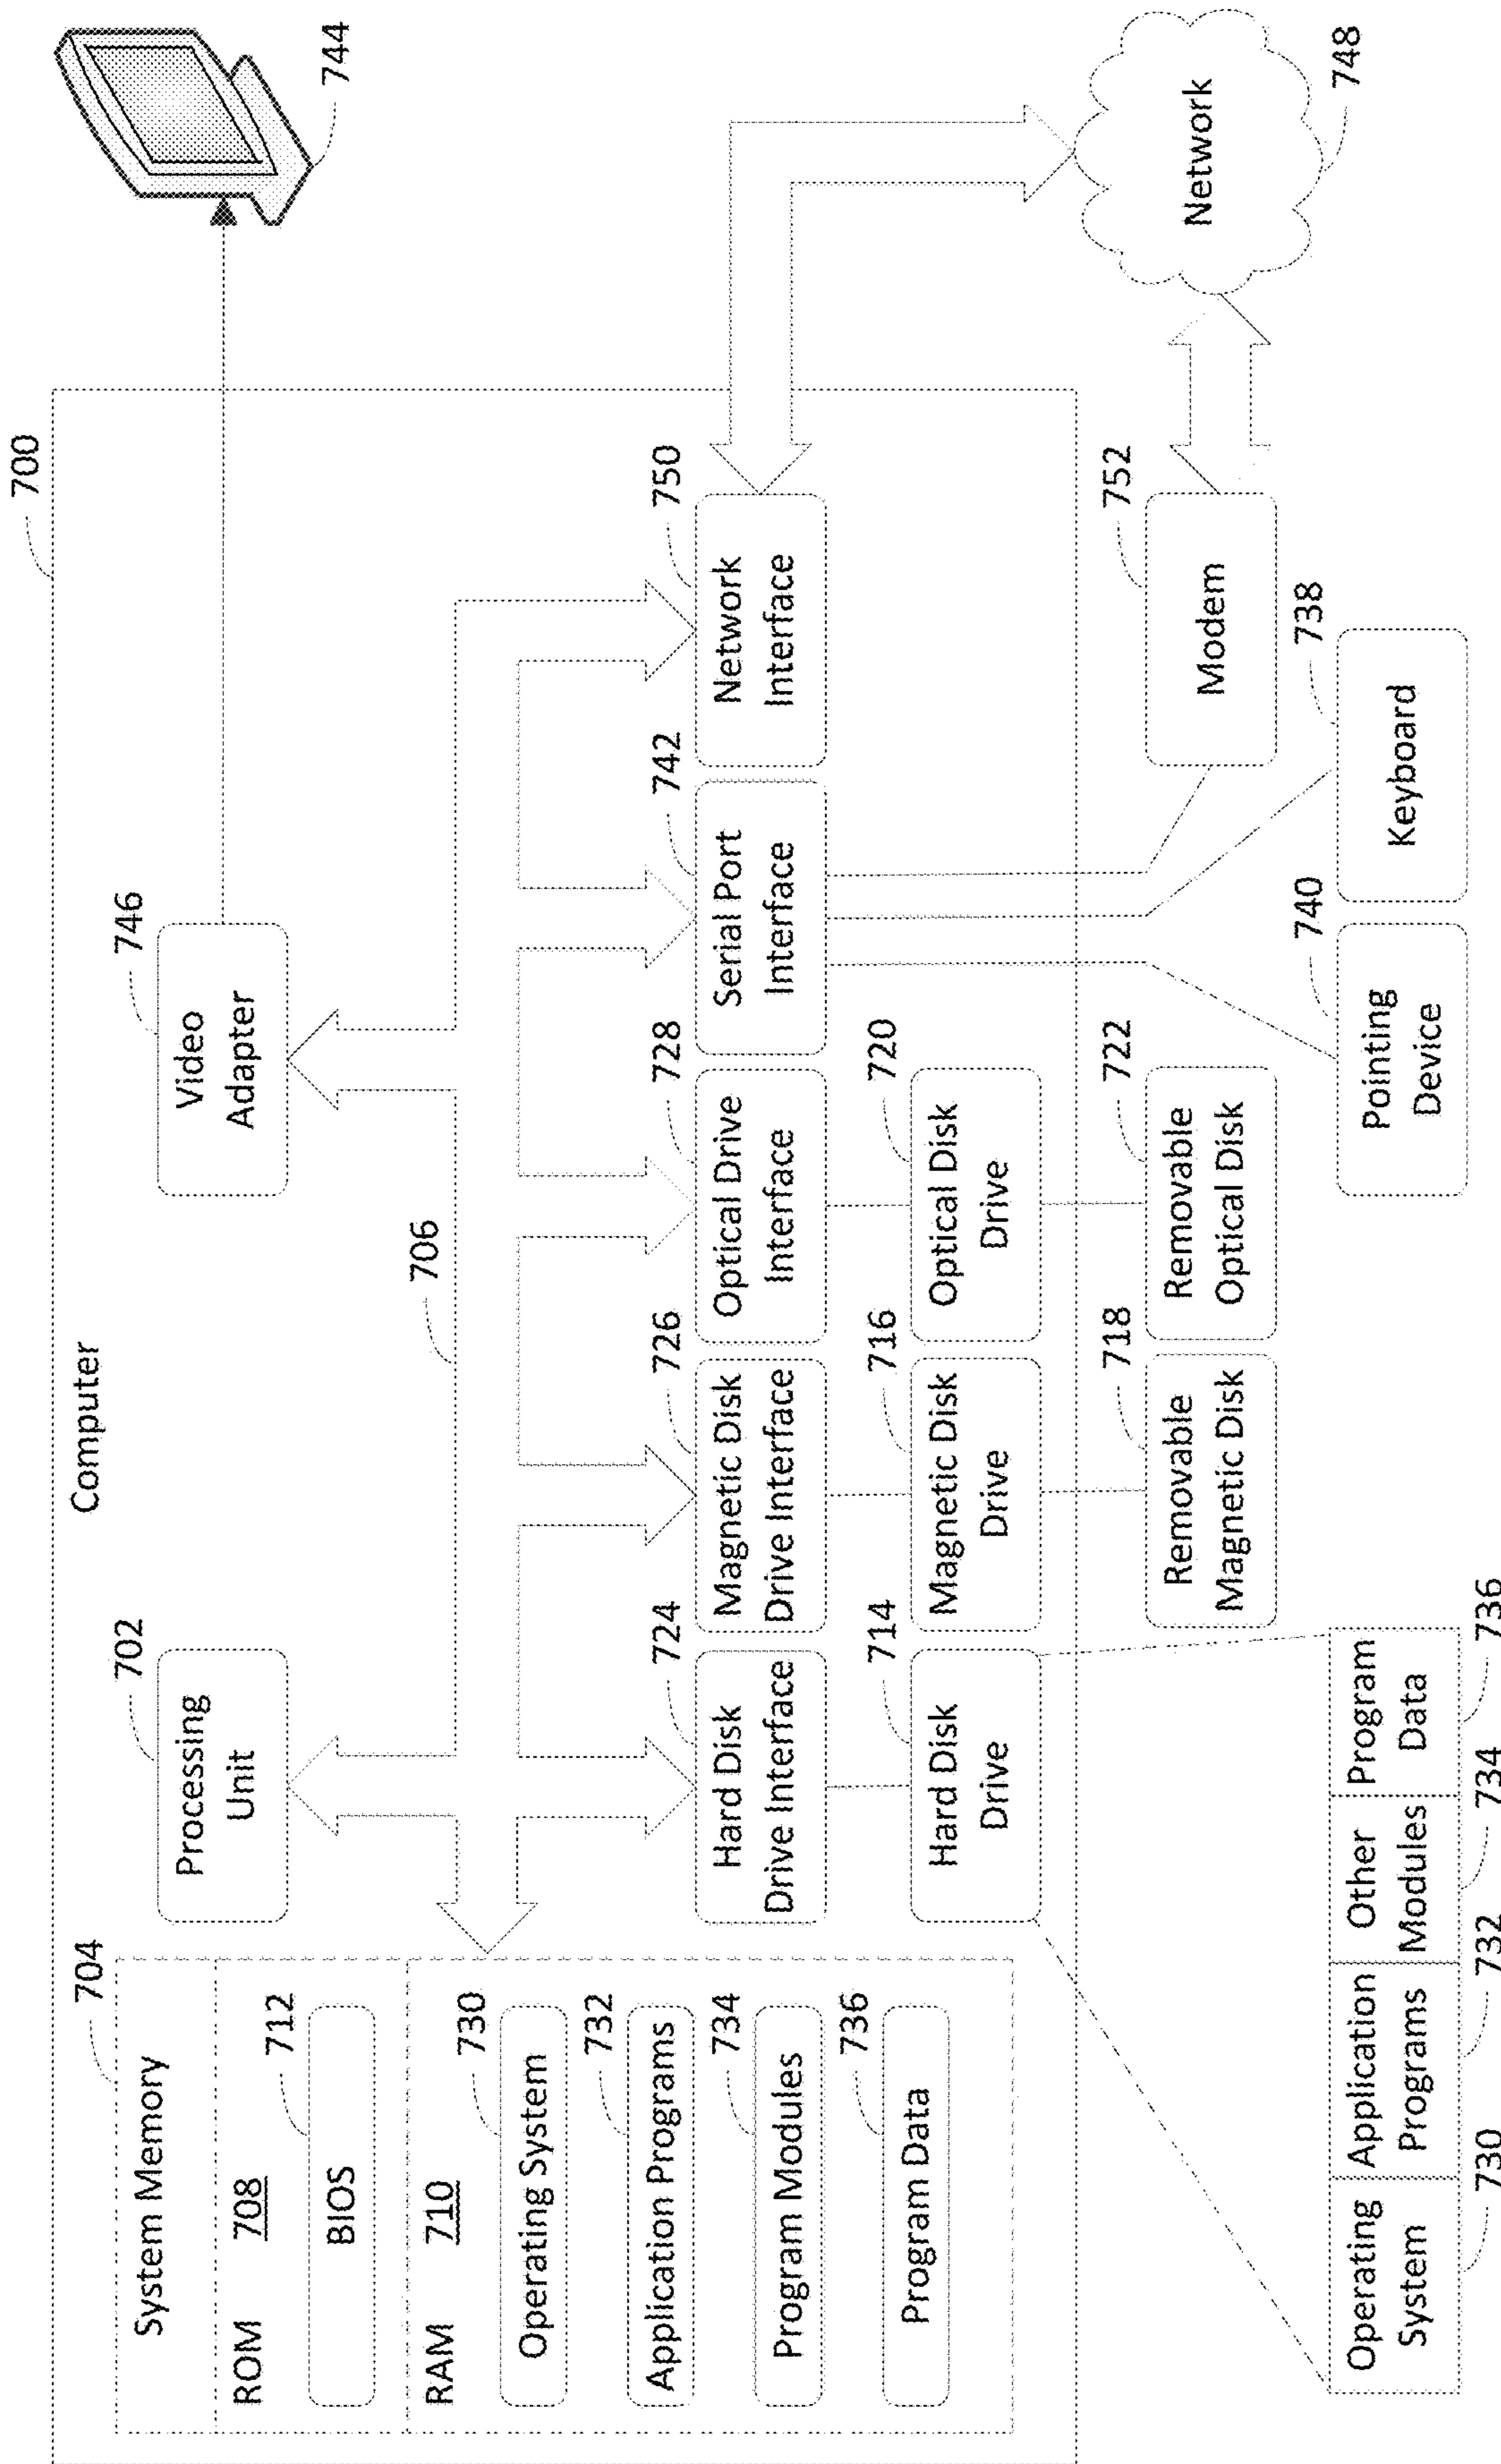 700
Computer
704
System Memory
ROM 708
712
BIOS
RAM 710
730
Operating System
732
Application Programs
734
Program Modules
736
Program Data
702
Processing
Unit
746
Video
Adapter
744
706
724
Hard Disk
Drive Interface
726
Magnetic Disk
Drive Interface
728
Optical Drive
Interface
742
Serial Port
Interface
750
Network
Interface
714
Hard Disk
Drive
716
Magnetic Disk
Drive
720
Optical Disk
Drive
718
Removable
Magnetic Disk
722
Removable
Optical Disk
752
Modem
Network
748
740
Pointing
Device
738
Keyboard
Operating
System
730
Application
Programs
732
Other
Modules
734
Program
Data
736